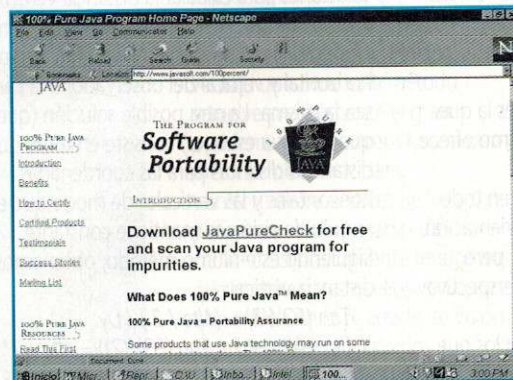 100% Pure Java Program Home Page - Netscape
File Edit View Go Communicator Help
Back Reload Search Guide Security
Bookmarks Location: http://www.javasoft.com/100percent/
JAVA
100% PURE JAVA
PROGRAM
Introduction
Benefits
How to Certify
Certified Products
Testimonials
Success Stories
Mailing List
100% PURE JAVA
RESOURCES
Read This First
THE PROGRAM FOR
Software
Portability
JAVA
INTRODUCTION
Download JavaPureCheck for free
and scan your Java program for
impurities.
What Does 100% Pure Java™ Mean?
100% Pure Java = Portability Assurance
Some products that use Java technology may run on some
Document: Done
Inicio 100... 3:00 PM